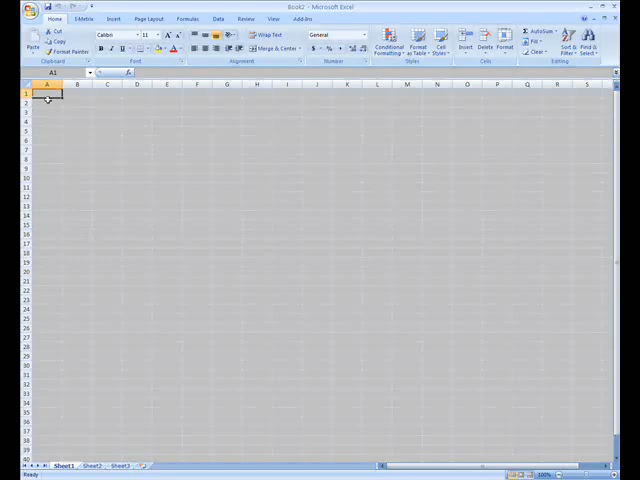 Book2 - Microsoft Excel
Home
Insert
Page Layout
Formulas
Data
Review
View
Add-Ins
Paste
Cut
Copy
Format Painter
Clipboard
Calibri 11
B I U
Font
Wrap Text
Merge & Center
Alignment
General
$ % ,
Number
Conditional Formatting
Format as Table
Cell Styles
Styles
Insert
Delete
Format
Cells
AutoSum
Fill
Clear
Sort & Filter
Find & Select
Editing
A1 fx
A B C D E F G H I J K L M N O P Q R S
1
2
3
4
5
6
7
8
9
10
11
12
13
14
15
16
17
18
19
20
21
22
23
24
25
26
27
28
29
30
31
32
33
34
35
36
37
38
39
40
Sheet1 Sheet2 Sheet3
Ready 100%